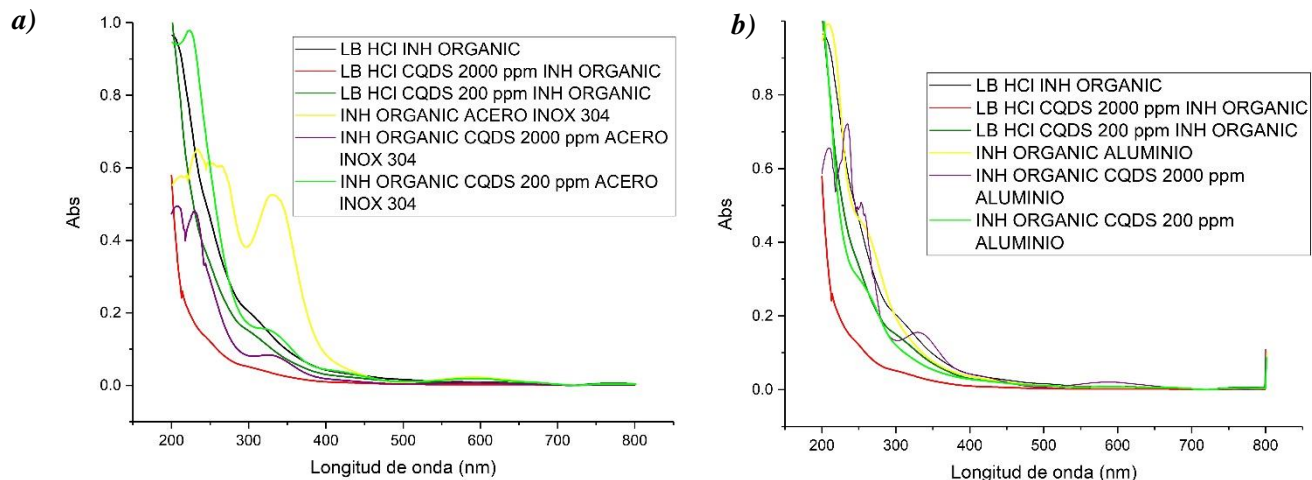 a)
1.0
0.8
0.6
0.4
0.2
0.0
Abs
LB HCl INH ORGANIC
LB HCl CQDS 2000 ppm INH ORGANIC
LB HCl CQDS 200 ppm INH ORGANIC
INH ORGANIC ACERO INOX 304
INH ORGANIC CQDS 2000 ppm ACERO
INOX 304
INH ORGANIC CQDS 200 ppm ACERO
INOX 304
200 300 400 500 600 700 800
Longitud de onda (nm)
b)
0.8
0.6
0.4
0.2
0.0
Abs
LB HCl INH ORGANIC
LB HCl CQDS 2000 ppm INH ORGANIC
LB HCl CQDS 200 ppm INH ORGANIC
INH ORGANIC ALUMINIO
INH ORGANIC CQDS 2000 ppm
ALUMINIO
INH ORGANIC CQDS 200 ppm
ALUMINIO
200 300 400 500 600 700 800
Longitud de onda (nm)